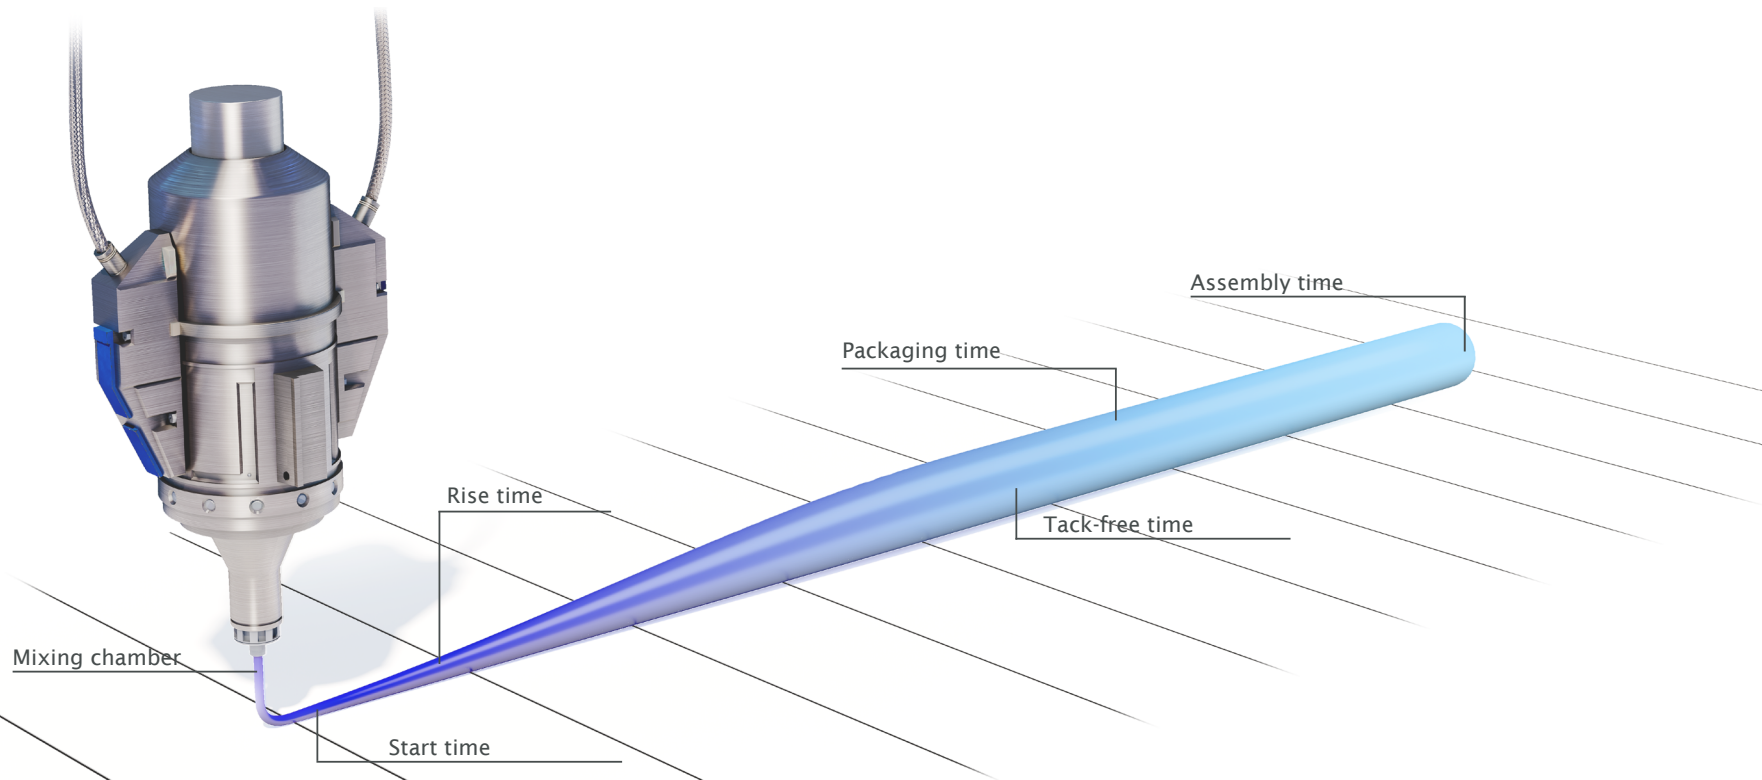 Assembly time
Packaging time
Rise time
Tack-free time
Mixing chamber
Start time